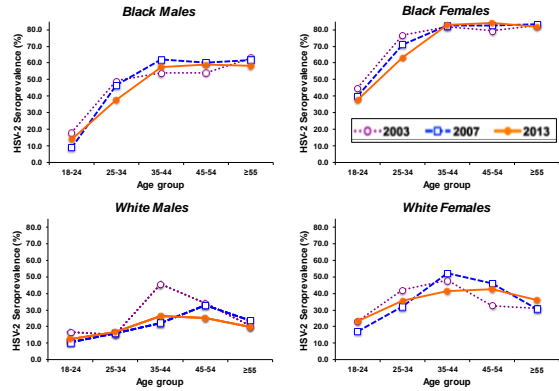 Black Males
HSV-2 Seroprevalence (%)
80.0
70.0
60.0
50.0
40.0
30.0
20.0
10.0
0.0
18-24 25-34 35-44 45-54 ≥55
Age group
Black Females
HSV-2 Seroprevalence (%)
80.0
70.0
60.0
50.0
40.0
30.0
20.0
10.0
0.0
2003 2007 2013
18-24 25-34 35-44 45-54 ≥55
Age group
White Males
HSV-2 Seroprevalence (%)
80.0
70.0
60.0
50.0
40.0
30.0
20.0
10.0
0.0
18-24 25-34 35-44 45-54 ≥55
Age group
White Females
HSV-2 Seroprevalence (%)
80.0
70.0
60.0
50.0
40.0
30.0
20.0
10.0
0.0
18-24 25-34 35-44 45-54 ≥55
Age group